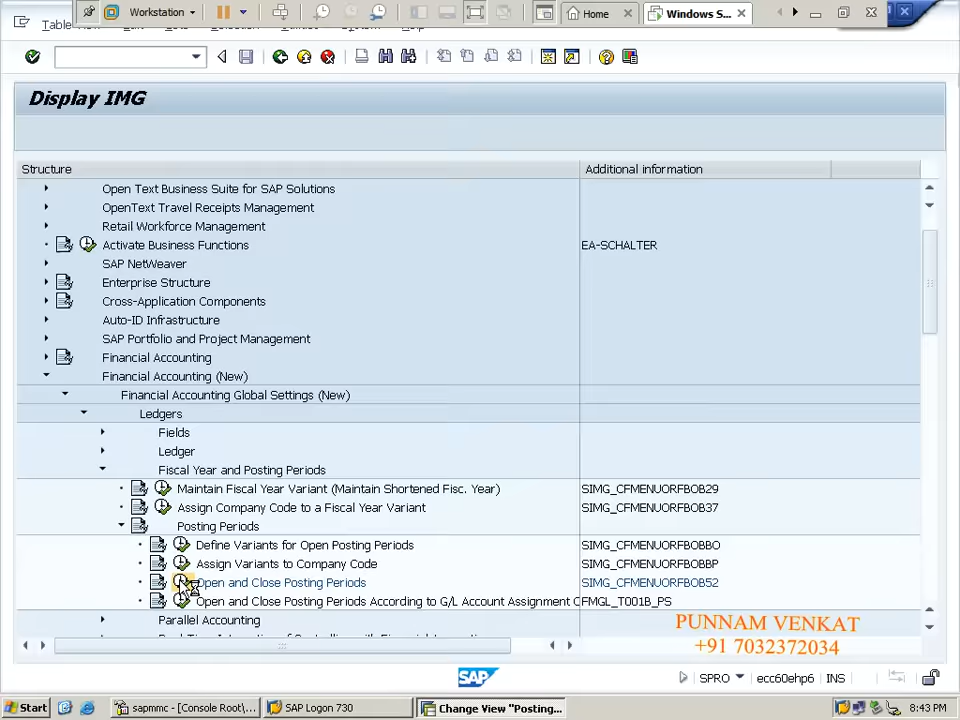 Workstation
Home
Windows S...
Display IMG
Structure
Additional information
Open Text Business Suite for SAP Solutions
OpenText Travel Receipts Management
Retail Workforce Management
Activate Business Functions
EA-SCHALTER
SAP NetWeaver
Enterprise Structure
Cross-Application Components
Auto-ID Infrastructure
SAP Portfolio and Project Management
Financial Accounting
Financial Accounting (New)
Financial Accounting Global Settings (New)
Ledgers
Fields
Ledger
Fiscal Year and Posting Periods
Maintain Fiscal Year Variant (Maintain Shortened Fisc. Year)
SIMG_CFMENUORFBOB29
Assign Company Code to a Fiscal Year Variant
SIMG_CFMENUORFBOB37
Posting Periods
Define Variants for Open Posting Periods
SIMG_CFMENUORFBOBBO
Assign Variants to Company Code
SIMG_CFMENUORFBOBBP
Open and Close Posting Periods
SIMG_CFMENUORFBOB52
Open and Close Posting Periods According to G/L Account Assignment
FMGL_T001B_PS
Parallel Accounting
PUNNAM VENKAT
+91 7032372034
SAP
SPRO
ecc60ehp6
INS
Start
sapmmc - [Console Root\...
SAP Logon 730
Change View "Posting...
8:43 PM